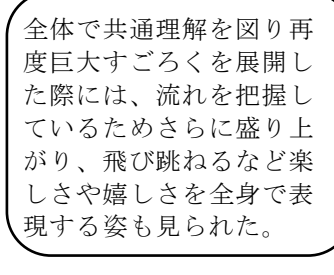 全体で共通理解を図り再
度巨大すごろくを展開し
た際には、流れを把握し
ているためさらに盛り上
がり、飛び跳ねるなど楽
しさや嬉しさを全身で表
現する姿も見られた。